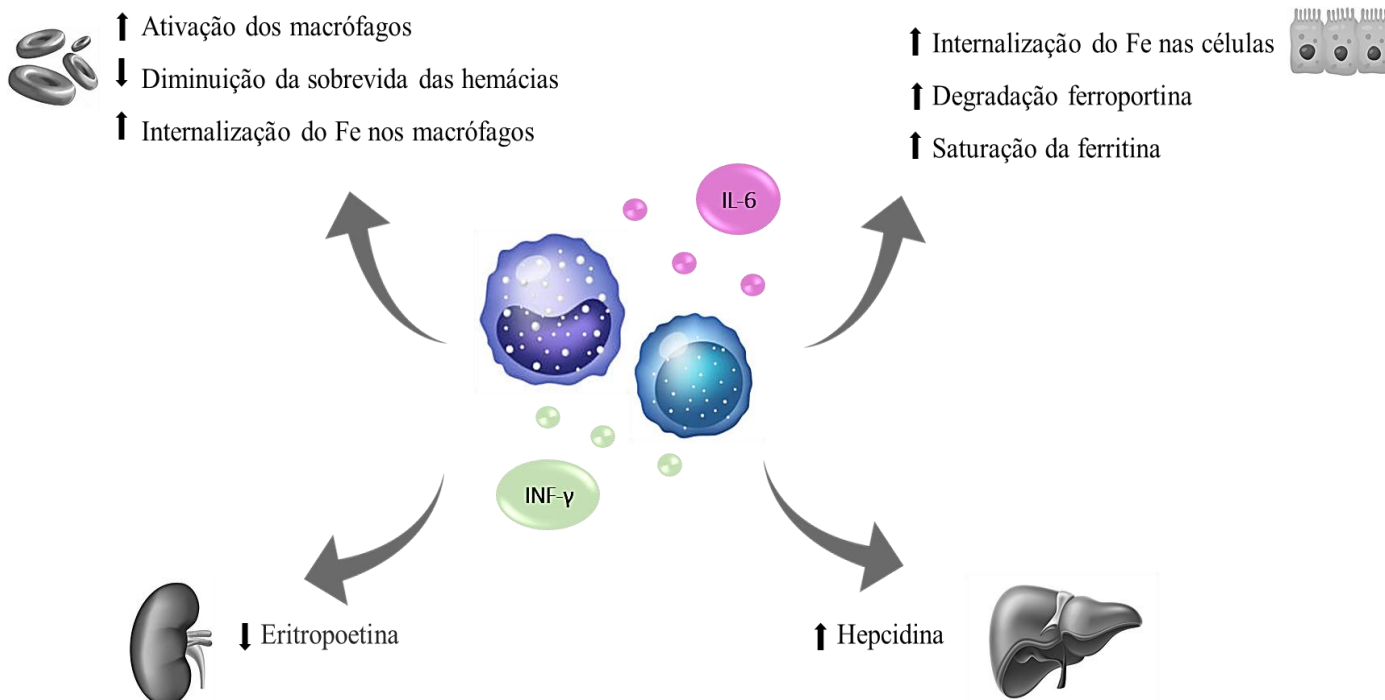 Ativação dos macrófagos
Diminuição da sobrevida das hemácias
Internalização do Fe nos macrófagos
Internalização do Fe nas células
Degradação ferroportina
Saturação da ferritina
IL-6
INF-γ
Eritropoetina
Hepcidina